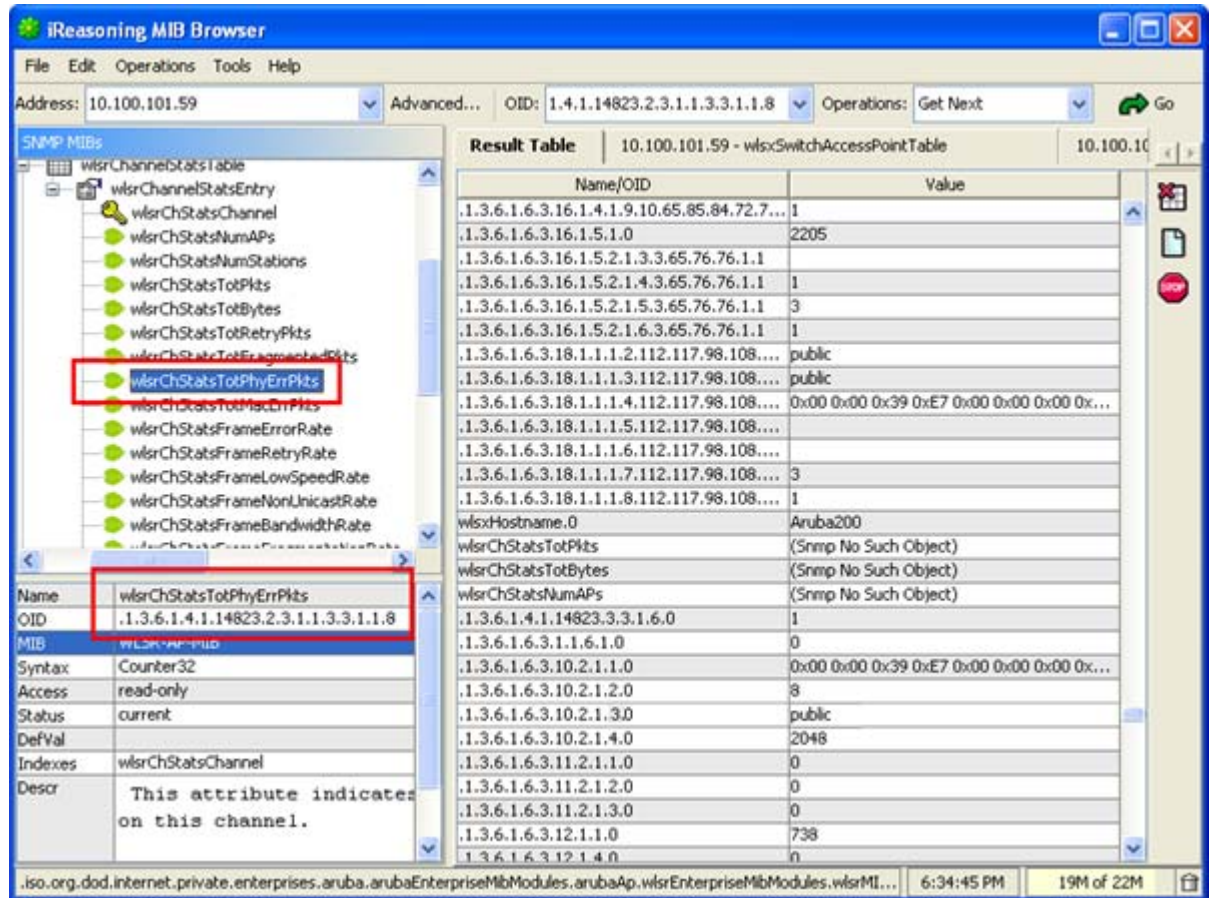 iReasoning MIB Browser
File Edit Operations Tools Help
Address: 10.100.101.59 Advanced... OID: 1.4.1.14823.2.3.1.1.3.3.1.1.8 Operations: Get Next Go
SNMP MIBs
wlsrChannelStatsTable
wlsrChannelStatsEntry
wlsrChStatsChannel
wlsrChStatsNumAPs
wlsrChStatsNumStations
wlsrChStatsTotPkts
wlsrChStatsTotBytes
wlsrChStatsTotRetryPkts
wlsrChStatsTotFragmentedPkts
wlsrChStatsTotPhyErrPkts
wlsrChStatsTotMacErrPkts
wlsrChStatsFrameErrorRate
wlsrChStatsFrameRetryRate
wlsrChStatsFrameLowSpeedRate
wlsrChStatsFrameNonUnicastRate
wlsrChStatsFrameBandwidthRate
wlsrChStatsFrameFragmentationRate
Name wlsrChStatsTotPhyErrPkts
OID .1.3.6.1.4.1.14823.2.3.1.1.3.3.1.1.8
MIB WLSR-AP-MIB
Syntax Counter32
Access read-only
Status current
DefVal
Indexes wlsrChStatsChannel
Descr This attribute indicates
on this channel.
Result Table 10.100.101.59 - wlsxSwitchAccessPointTable 10.100.10
Name/OID Value
.1.3.6.1.6.3.16.1.4.1.9.10.65.85.84.72.7... 1
.1.3.6.1.6.3.16.1.5.1.0 2205
.1.3.6.1.6.3.16.1.5.2.1.3.3.65.76.76.1.1
.1.3.6.1.6.3.16.1.5.2.1.4.3.65.76.76.1.1 1
.1.3.6.1.6.3.16.1.5.2.1.5.3.65.76.76.1.1 3
.1.3.6.1.6.3.16.1.5.2.1.6.3.65.76.76.1.1 1
.1.3.6.1.6.3.18.1.1.1.2.112.117.98.108.... public
.1.3.6.1.6.3.18.1.1.1.3.112.117.98.108.... public
.1.3.6.1.6.3.18.1.1.1.4.112.117.98.108.... 0x00 0x00 0x39 0xE7 0x00 0x00 0x00 0x...
.1.3.6.1.6.3.18.1.1.1.5.112.117.98.108....
.1.3.6.1.6.3.18.1.1.1.6.112.117.98.108....
.1.3.6.1.6.3.18.1.1.1.7.112.117.98.108.... 3
.1.3.6.1.6.3.18.1.1.1.8.112.117.98.108.... 1
wlsxHostname.0 Aruba200
wlsrChStatsTotPkts (Snmp No Such Object)
wlsrChStatsTotBytes (Snmp No Such Object)
wlsrChStatsNumAPs (Snmp No Such Object)
.1.3.6.1.4.1.14823.3.3.1.6.0 1
.1.3.6.1.6.3.1.1.6.1.0 0
.1.3.6.1.6.3.10.2.1.1.0 0x00 0x00 0x39 0xE7 0x00 0x00 0x00 0x...
.1.3.6.1.6.3.10.2.1.2.0 8
.1.3.6.1.6.3.10.2.1.3.0 public
.1.3.6.1.6.3.10.2.1.4.0 2048
.1.3.6.1.6.3.11.2.1.1.0 0
.1.3.6.1.6.3.11.2.1.2.0 0
.1.3.6.1.6.3.11.2.1.3.0 0
.1.3.6.1.6.3.12.1.1.0 738
.1.3.6.1.6.3.12.1.4.0 0
STOP
.iso.org.dod.internet.private.enterprises.aruba.arubaEnterpriseMibModules.arubaAp.wlsrEnterpriseMibModules.wlsrMI... 6:34:45 PM 19M of 22M